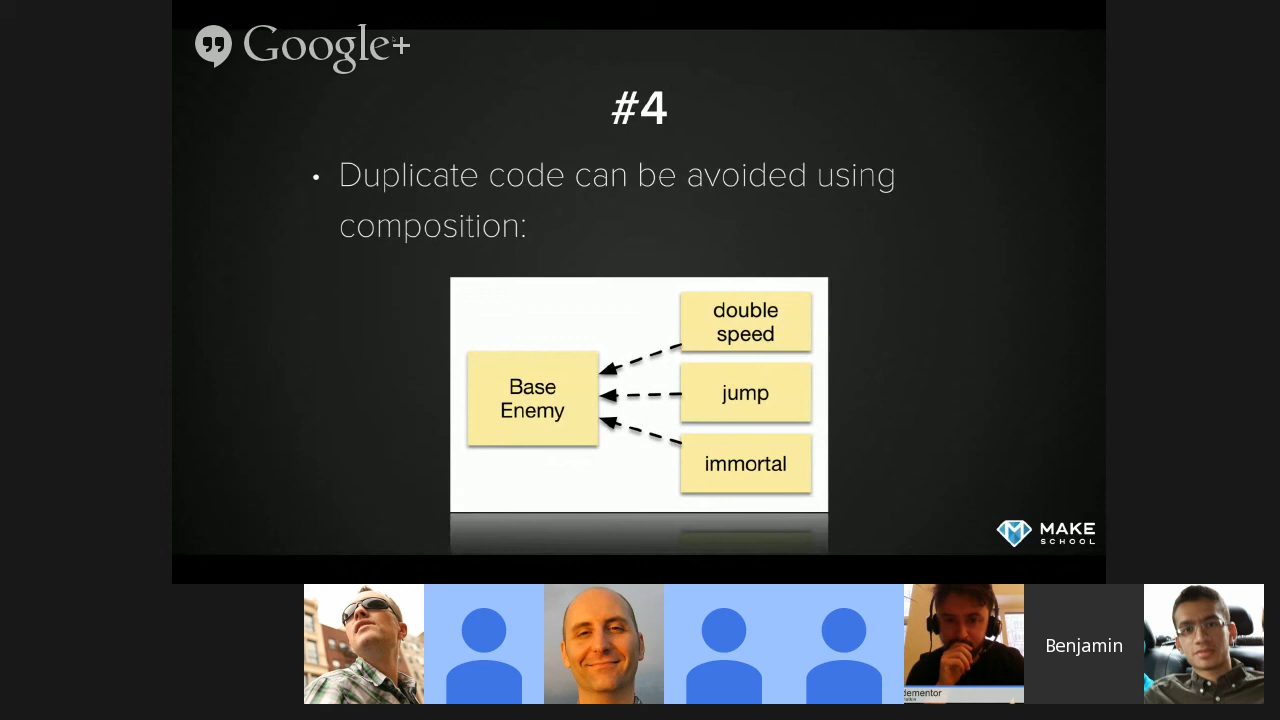 Google+
#4
• Duplicate code can be avoided using
composition:
double
speed
Base
Enemy
jump
immortal
MAKE
SCHOOL
dementor
Benjamin